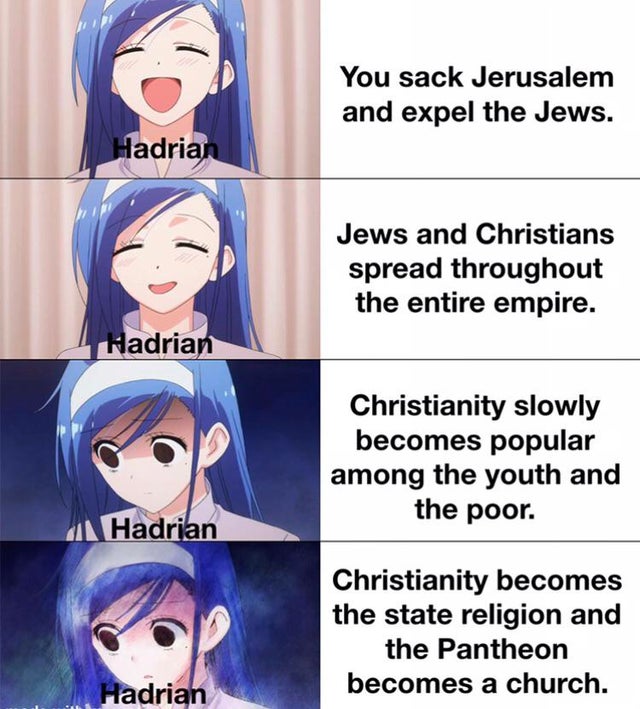 You sack Jerusalem
and expel the Jews.
Hadrian
Jews and Christians
spread throughout
the entire empire.
Hadrian
Christianity slowly
becomes popular
among the youth and
the poor.
Hadrian
Christianity becomes
the state religion and
the Pantheon
becomes a church.
Hadrian